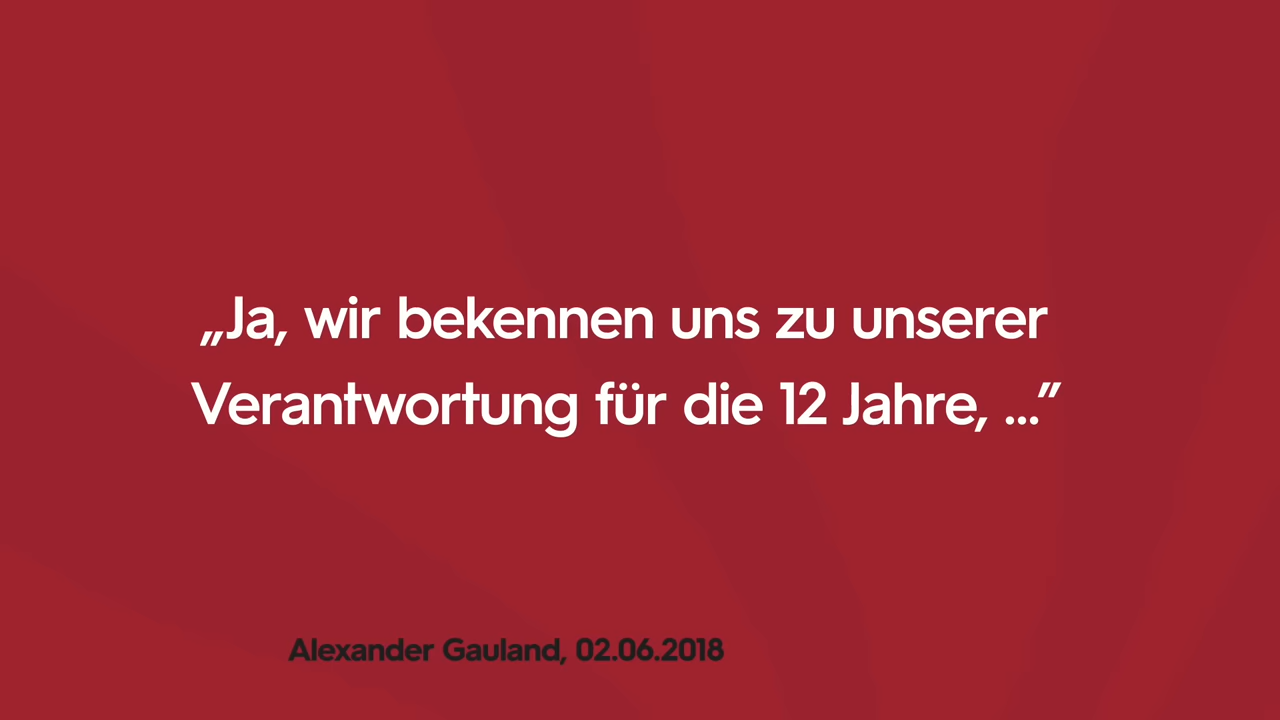 „Ja, wir bekennen uns zu unserer
Verantwortung für die 12 Jahre, ...”
Alexander Gauland, 02.06.2018